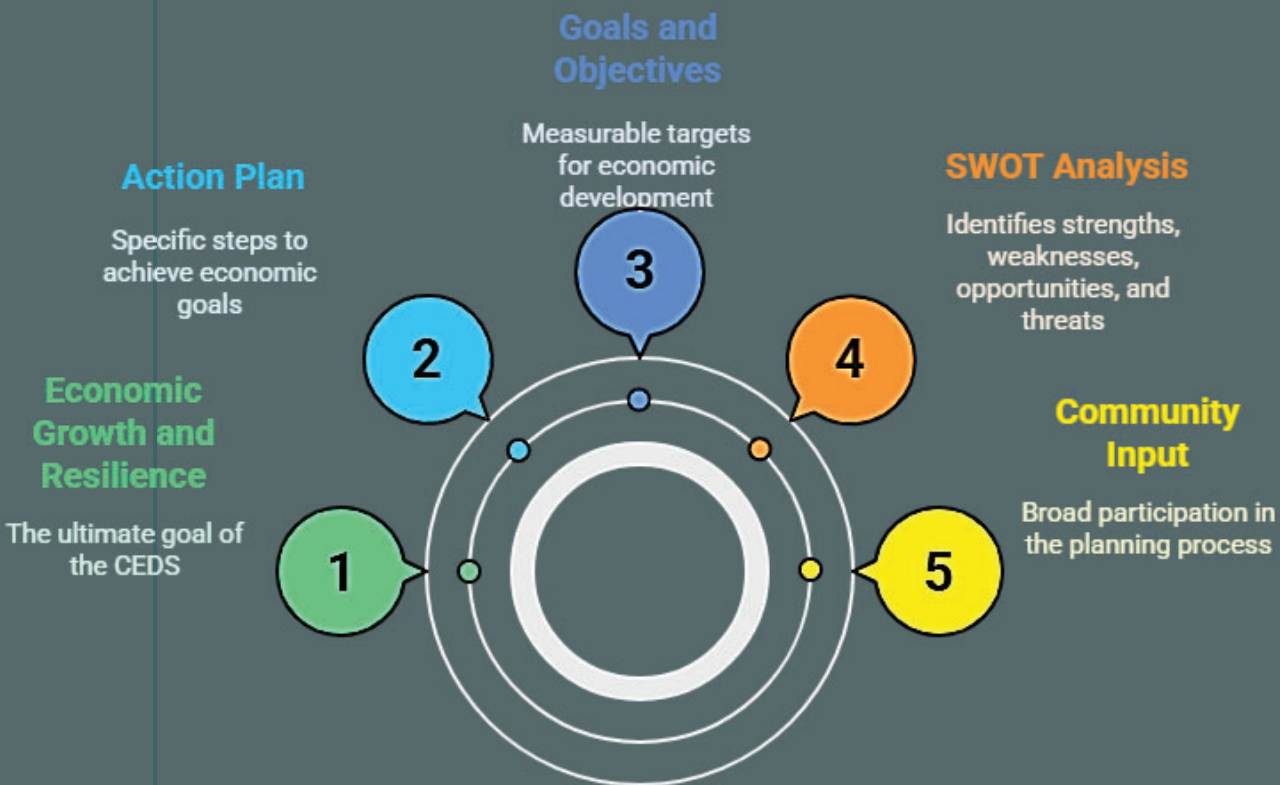 Goals and
Objectives
Measurable targets
for economic
development
Action Plan
Specific steps to
achieve economic
goals
SWOT Analysis
Identifies strengths,
weaknesses,
opportunities, and
threats
Economic
Growth and
Resilience
The ultimate goal of
the CEDS
Community
Input
Broad participation in
the planning process
1
2
3
4
5